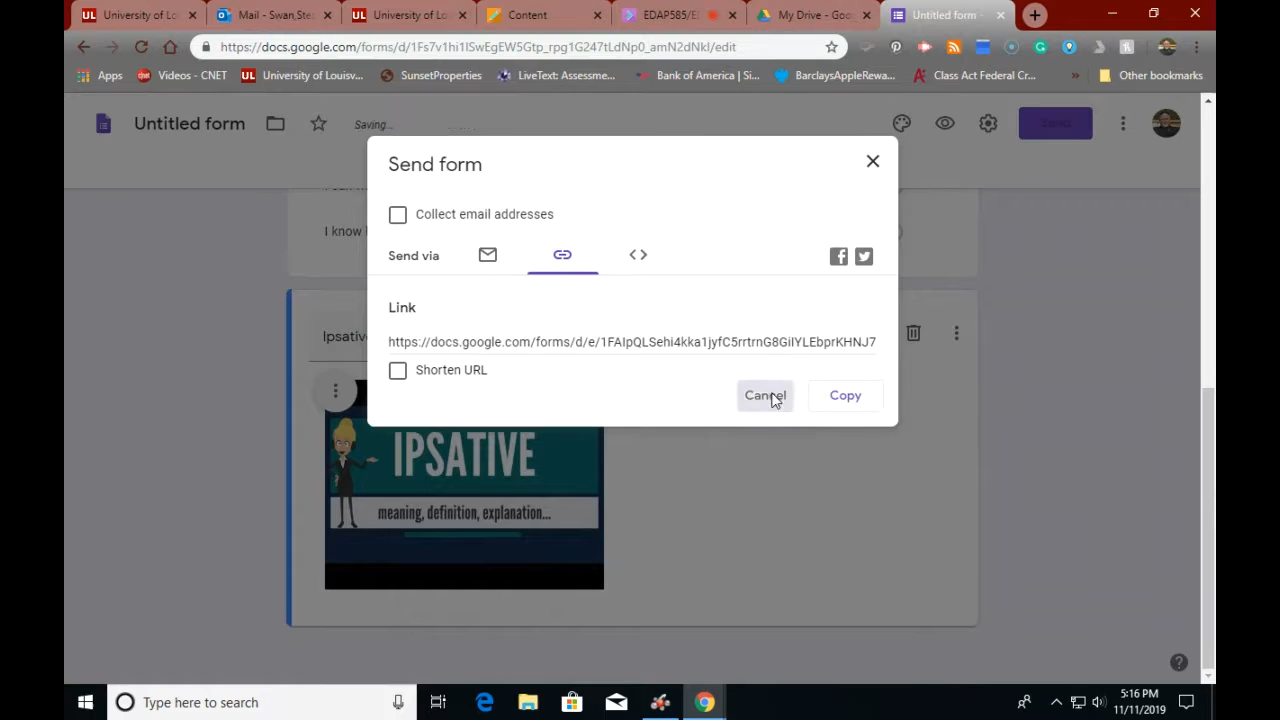 University of Lo
Mail - Swan,Ste
University of Lo
Content
EDAP585/E
My Drive - Goo
Untitled form -
https://docs.google.com/forms/d/1Fs7v1hi1ISwEgEW5Gtp_rpg1G247tLdNp0_amN2dNkI/edit
Apps
Videos - CNET
University of Louisv...
SunsetProperties
LiveText: Assessme...
Bank of America | Si...
BarclaysAppleRewa...
Class Act Federal Cr...
»
Other bookmarks
Untitled form
Saving...
Send
Send form
Collect email addresses
I know
Send via
Link
Ipsativ
https://docs.google.com/forms/d/e/1FAIpQLSehi4kka1jyfC5rrtrnG8GiIYLEbprKHNJ7
Shorten URL
Cancel
Copy
IPSATIVE
meaning, definition, explanation...
Type here to search
5:16 PM
11/11/2019